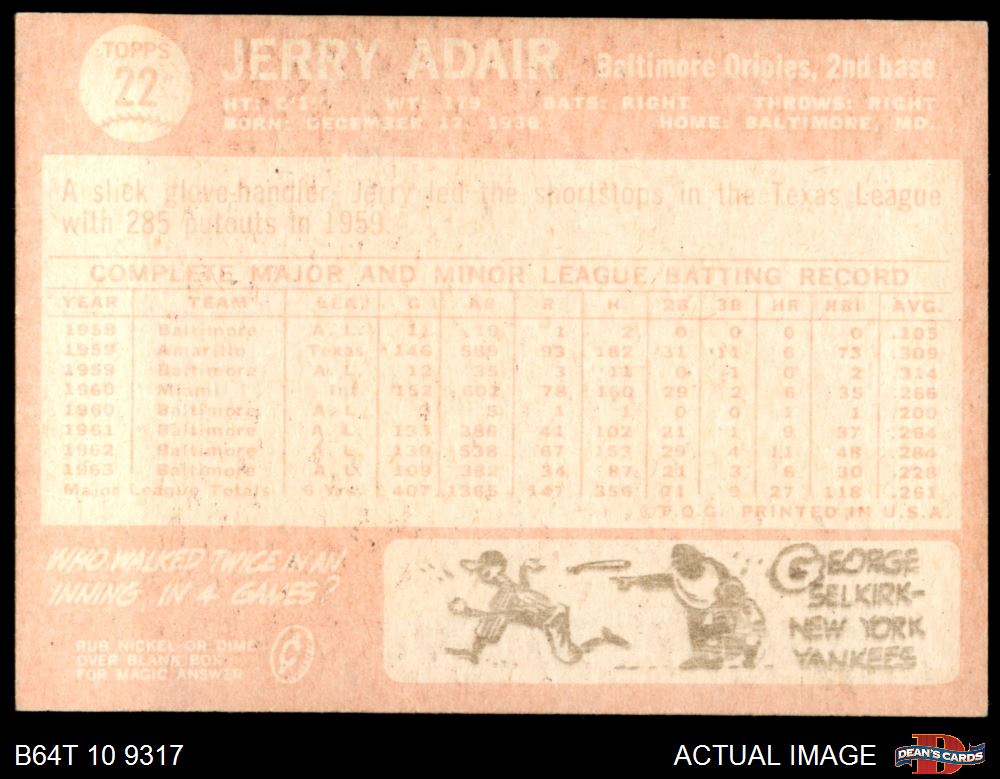 TOPPS
22
JERRY ADAIR
Baltimore Orioles, 2nd base
HT: WT: 179 BATS: RIGHT THROWS: RIGHT
BORN: DECEMBER 17, 1936 HOME: BALTIMORE, MD.
A slick glove-handler, Jerry led the shortstops in the Texas League
with 285 putouts in 1959.
COMPLETE MAJOR AND MINOR LEAGUE BATTING RECORD
YEAR TEAM LEA. G AB R H 2B 3B HR RBI AVG.
1958 Baltimore A. L. 11 19 1 2 0 0 0 0 .105
1959 Amarillo Texas 146 589 93 182 31 11 6 73 .309
1959 Baltimore A. L. 12 35 3 11 0 1 0 2 .314
1960 Miami Int. 152 602 78 160 29 2 6 35 .266
1960 Baltimore A. L. 5 1 1 0 0 1 1 .200
1961 Baltimore A. L. 133 386 41 102 21 1 9 37 .264
1962 Baltimore A. L. 139 538 67 153 29 4 11 48 .284
1963 Baltimore A. L. 109 382 34 87 21 3 6 30 .228
Major League Totals 6 Yrs. 407 1365 147 356 71 9 27 118 .261
© T.C.G. PRINTED IN U.S.A.
WHO WALKED TWICE IN AN
INNING IN 4 GAMES?
RUB NICKEL OR DIME
OVER BLANK BOX
FOR MAGIC ANSWER
GEORGE
SELKIRK-
NEW YORK
YANKEES
B64T 10 9317
ACTUAL IMAGE
DEAN'S CARDS